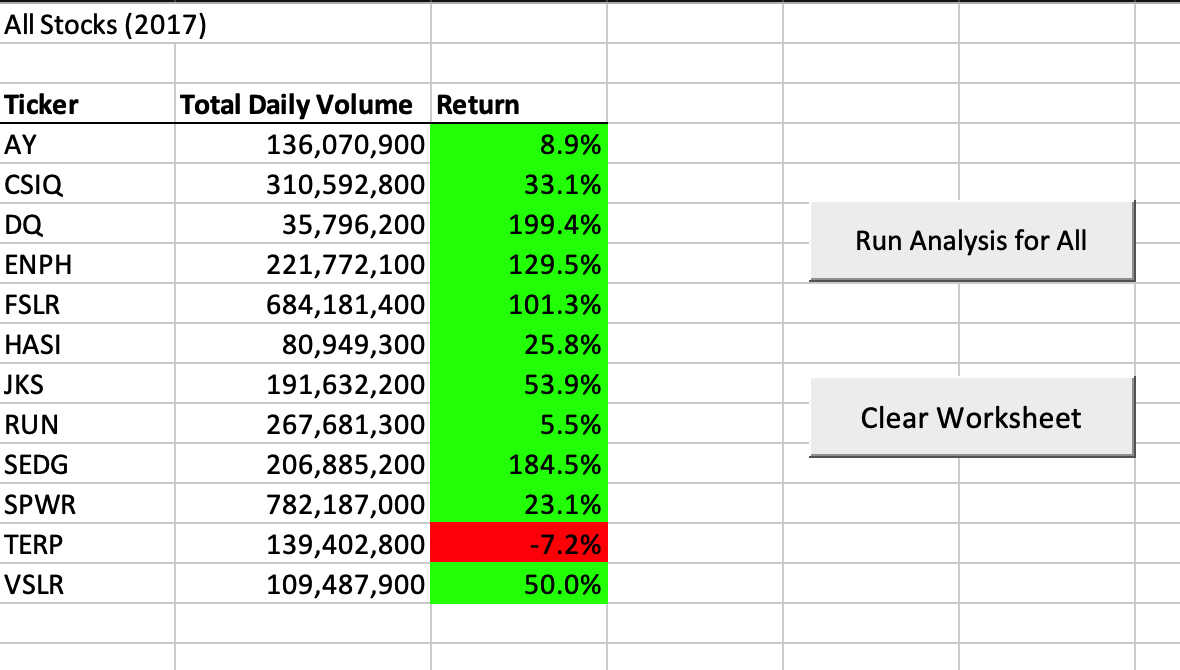 All Stocks (2017)
Ticker Total Daily Volume Return
AY 136,070,900 8.9%
CSIQ 310,592,800 33.1%
DQ 35,796,200 199.4%
Run Analysis for All
ENPH 221,772,100 129.5%
FSLR 684,181,400 101.3%
HASI 80,949,300 25.8%
JKS 191,632,200 53.9%
RUN 267,681,300 5.5%
Clear Worksheet
SEDG 206,885,200 184.5%
SPWR 782,187,000 23.1%
TERP 139,402,800 -7.2%
VSLR 109,487,900 50.0%